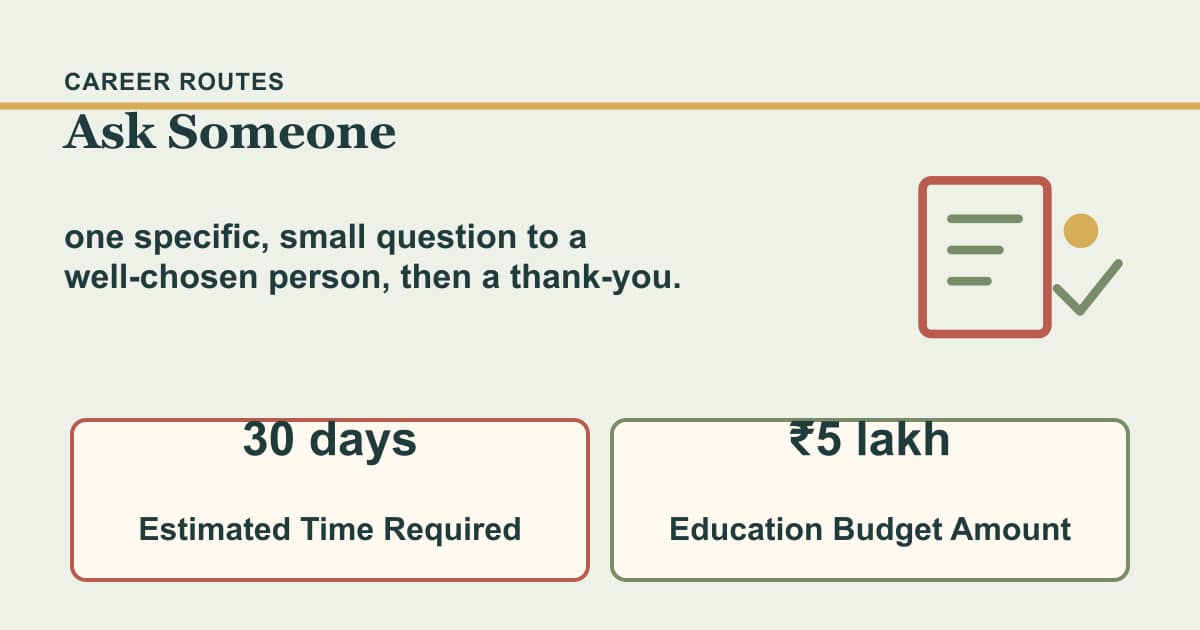 CAREER ROUTES
Ask Someone
one specific, small question to a
well-chosen person, then a thank-you.
30 days
₹5 lakh
Estimated Time Required
Education Budget Amount